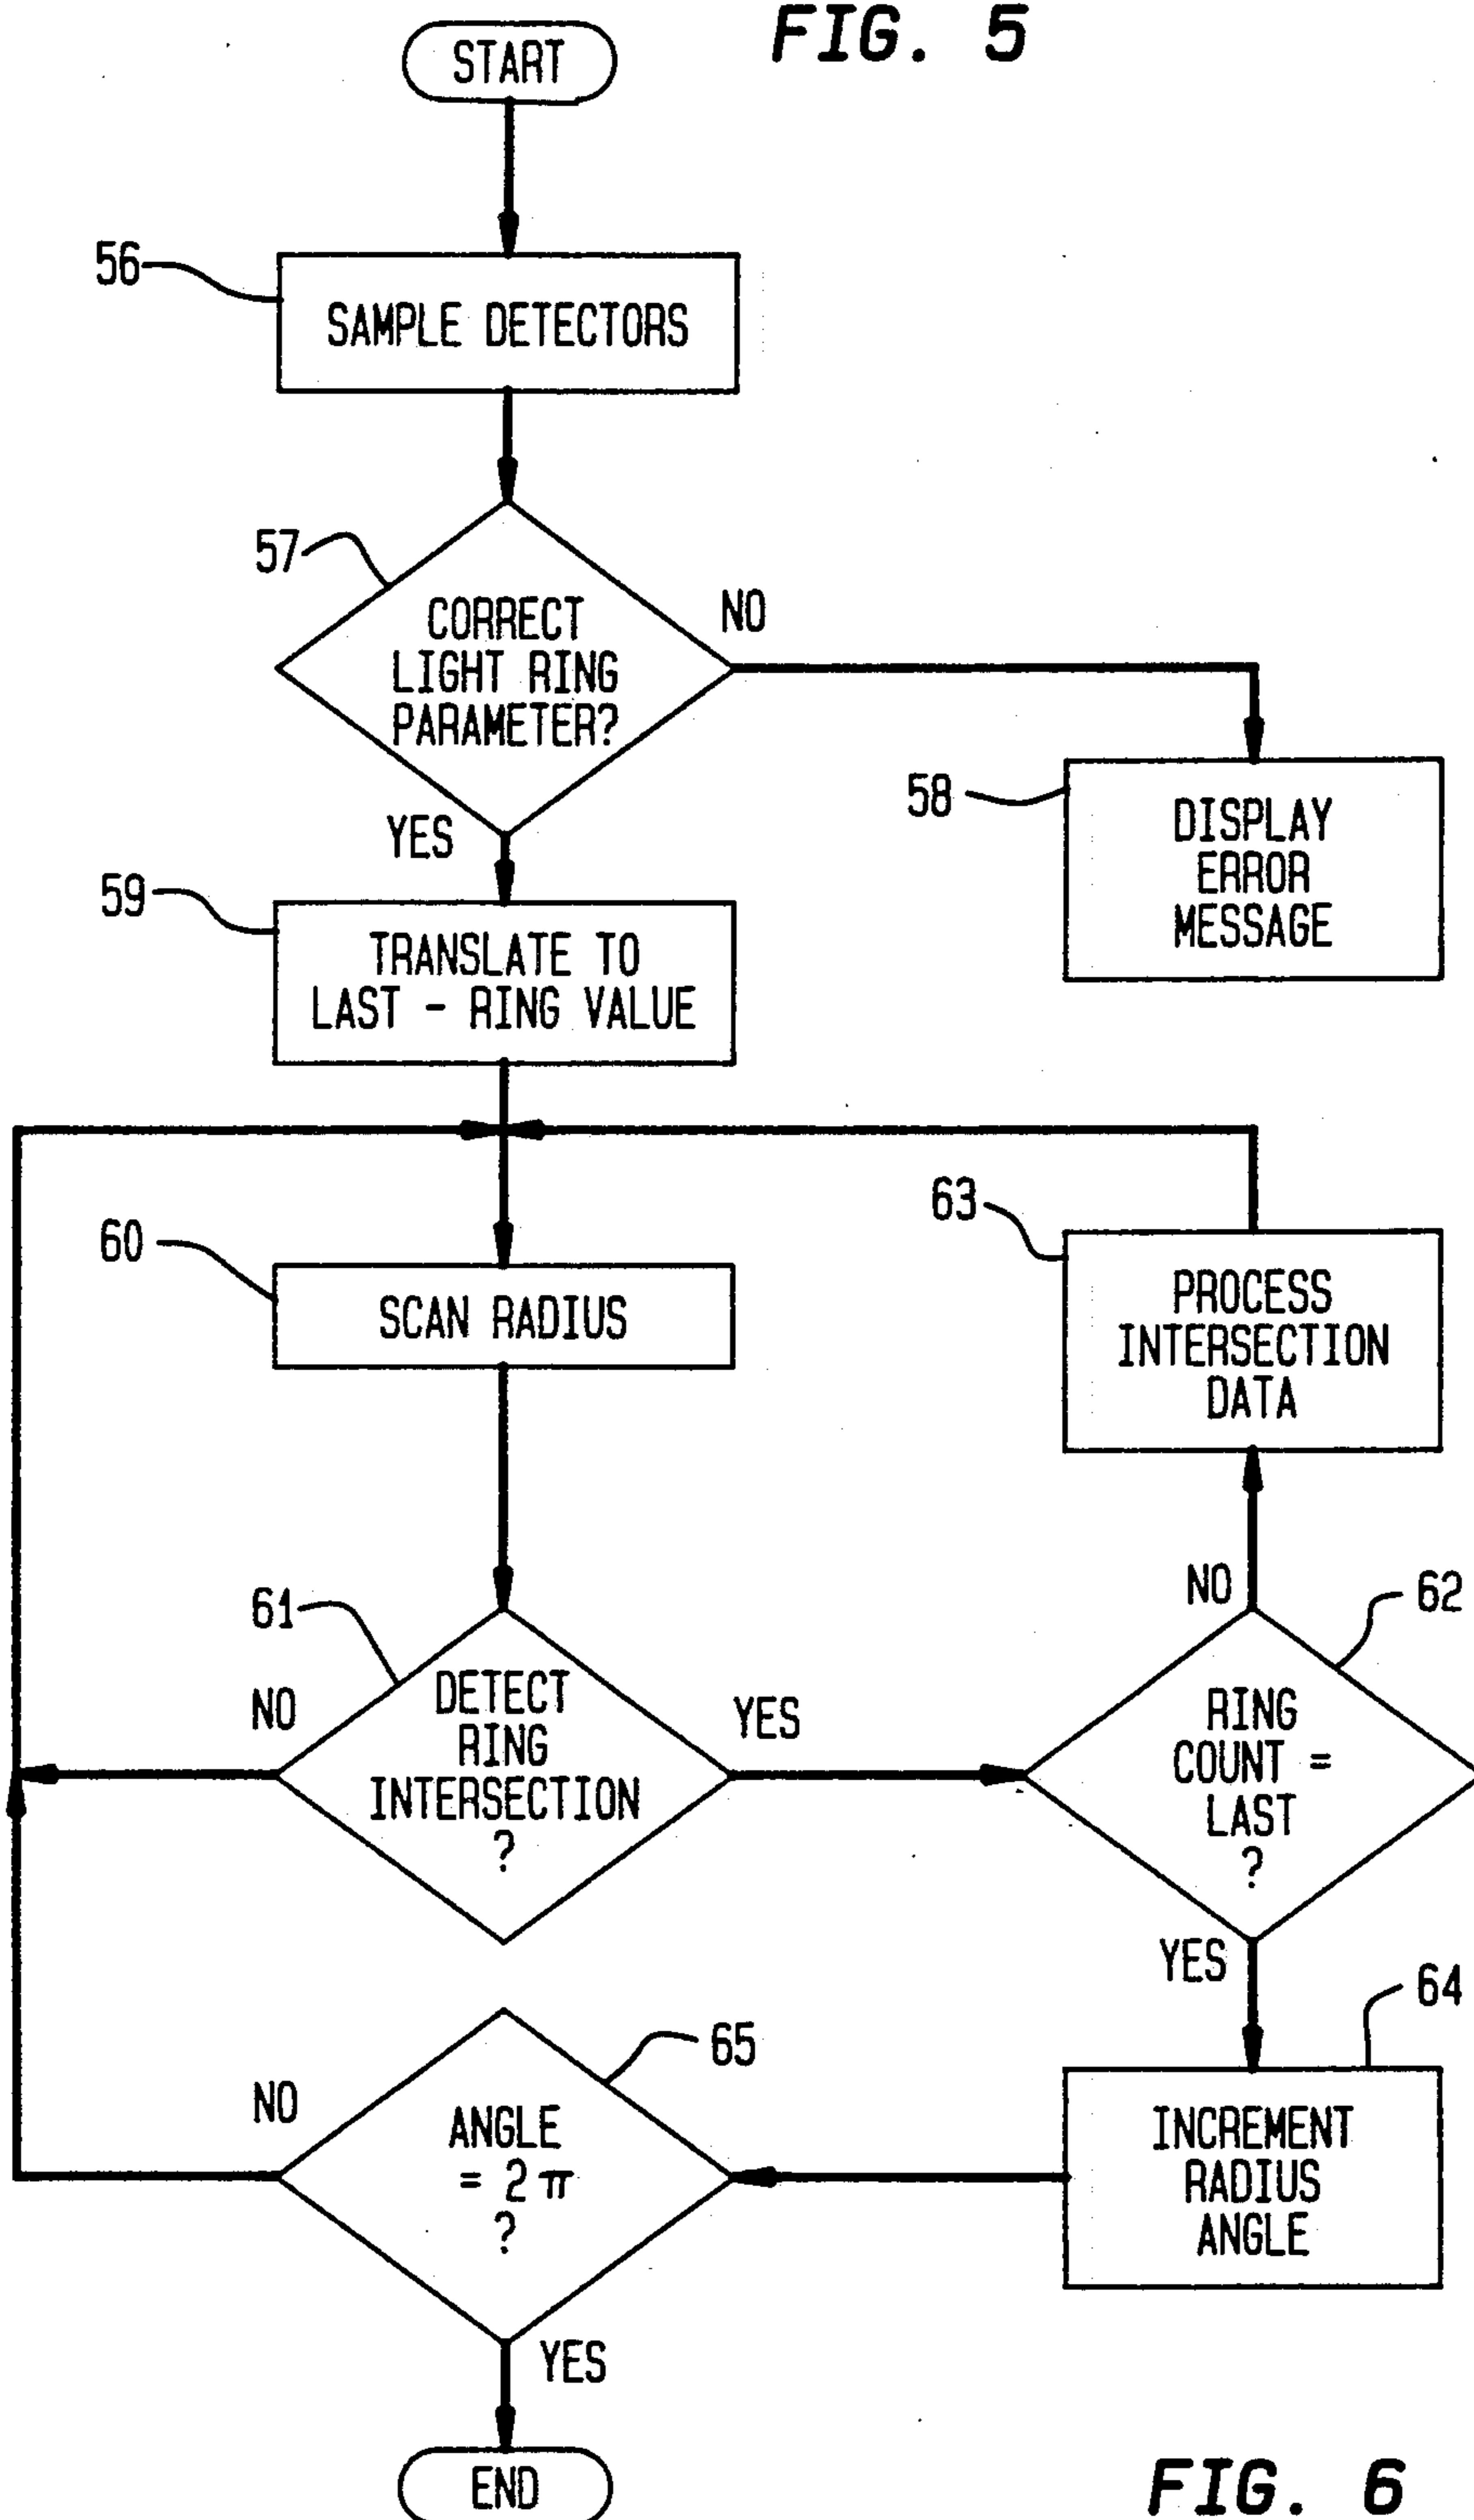 FIG. 5
START
56
SAMPLE DETECTORS
57
CORRECT
LIGHT RING
PARAMETER?
NO
YES
58
DISPLAY
ERROR
MESSAGE
59
TRANSLATE TO
LAST - RING VALUE
60
SCAN RADIUS
63
PROCESS
INTERSECTION
DATA
61
DETECT
RING
INTERSECTION
?
NO
YES
62
RING
COUNT =
LAST
?
NO
YES
64
INCREMENT
RADIUS
ANGLE
65
ANGLE
= 2 π
?
NO
YES
END
FIG. 6